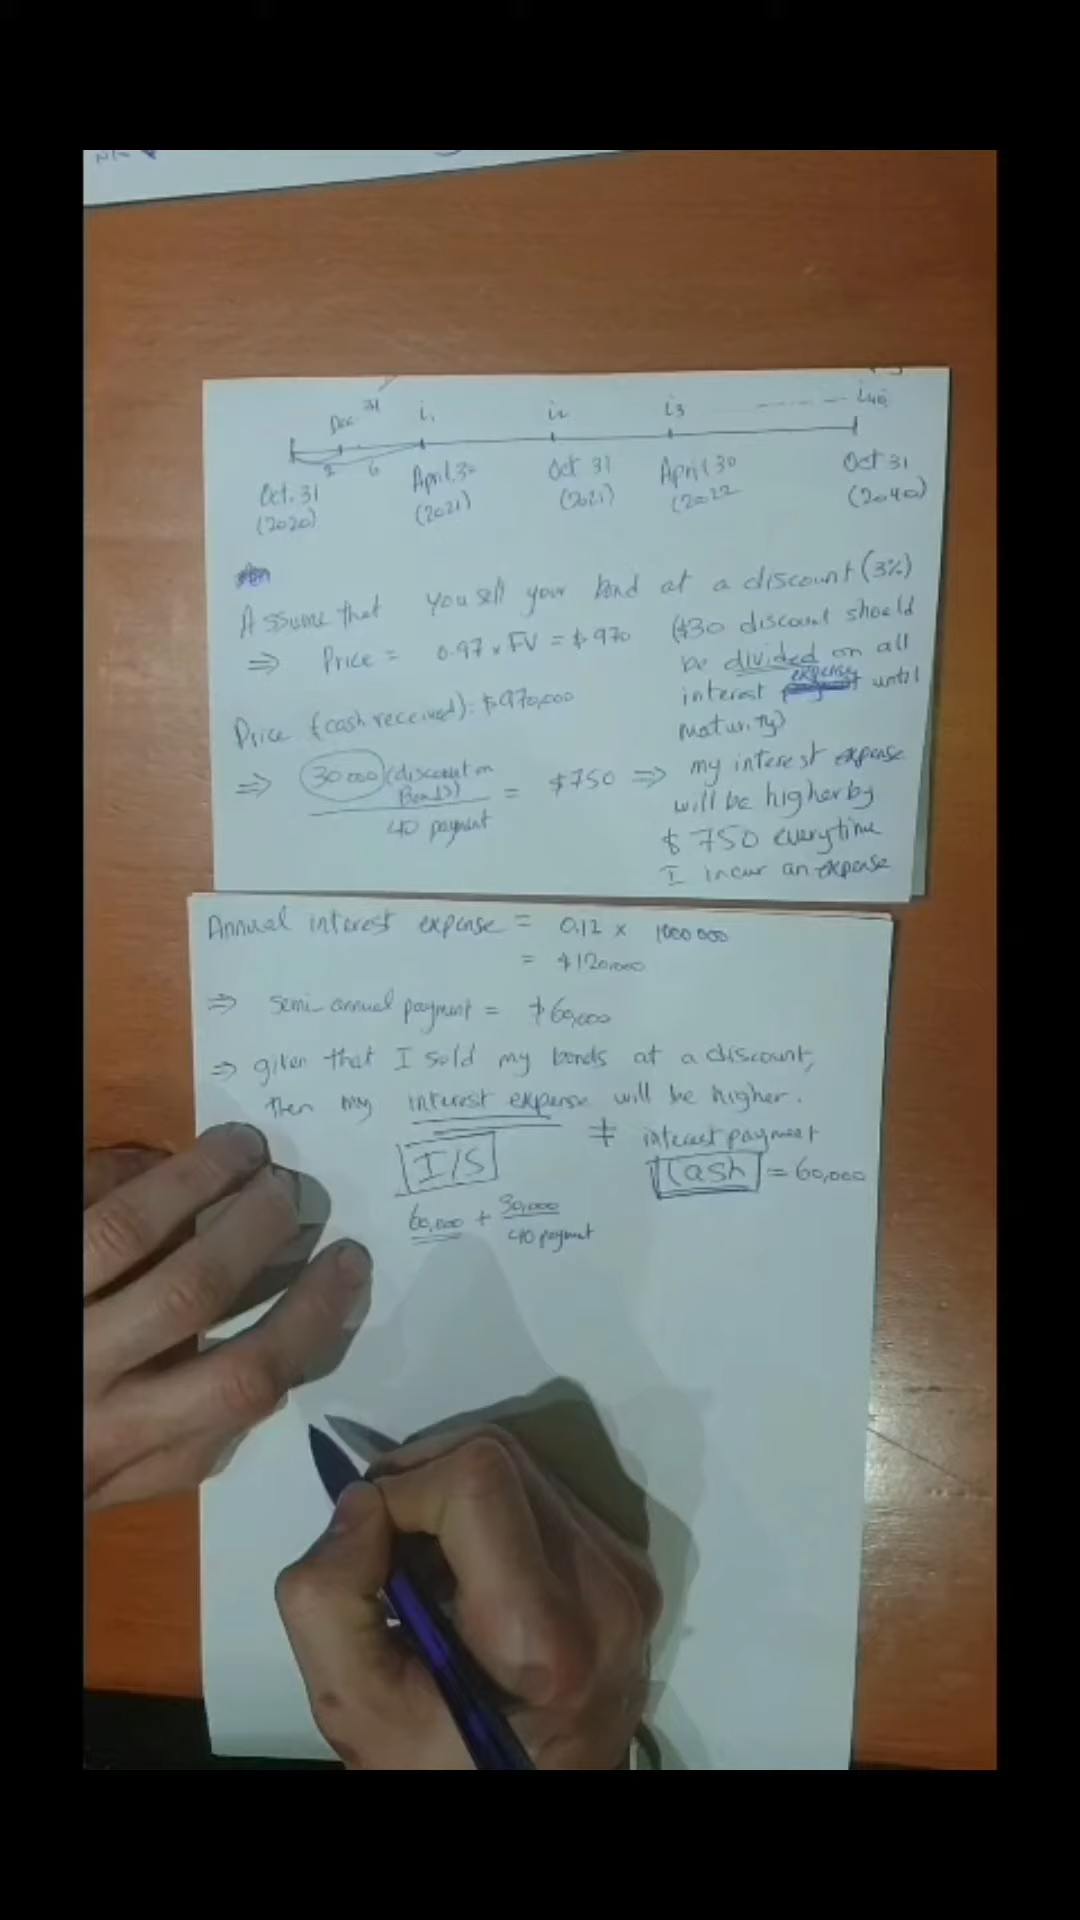 Dec 31 i₁ i₂ i₃ i₄₀
2 6
Oct. 31 April 30 Oct 31 April 30 Oct 31
(2020) (2021) (2021) (2022 (2040)
Assume that you sell your bond at a discount (3%)
⇒ Price = 0.97 x FV = $970 ($30 discount should
be divided on all
interest expense until
maturity)
Price (cash received): $970,000
⇒ 30 000 (discount on
Bonds)
40 payment
= $750 ⇒ my interest expense
will be higher by
$750 everytime
I incur an expense
Annual interest expense = 0.12 x 1000 000
= $120,000
⇒ semi-annual payment = $60,000
⇒ given that I sold my bonds at a discount,
then my interest expense will be higher.
≠ interest payment
I/S Cash = 60,000
60,000 + 30,000
40 payment